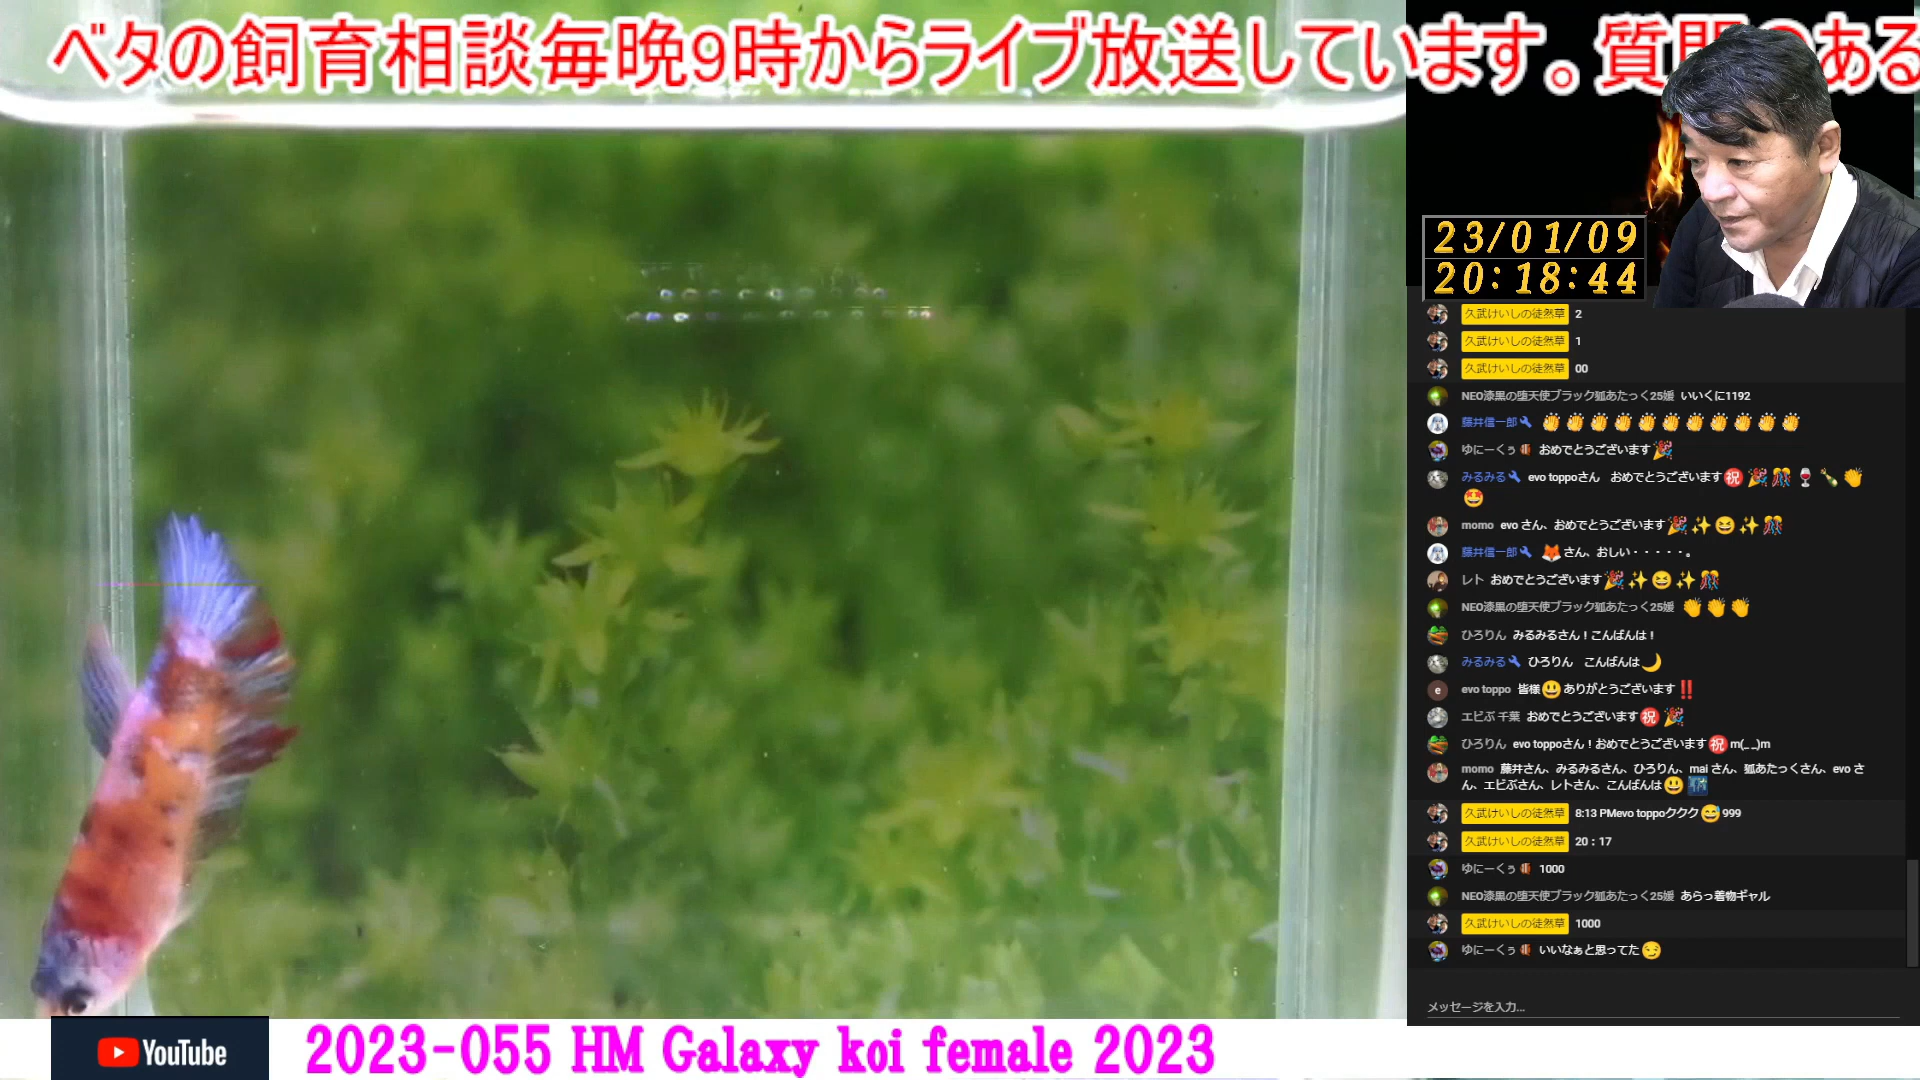 ベタの飼育相談毎晩9時からライブ放送しています。質問のある
23/01/09
20:18:44
久武けいしの徒然草 2
久武けいしの徒然草 1
久武けいしの徒然草 00
NEO漆黒の堕天使ブラック狐あたっく25媛 いいくに1192
藤井信一郎🔧 👏👏👏👏👏👏👏👏👏👏👏
ゆにーくぅ おめでとうございます🎉
みるみる🔧 evo toppoさん おめでとうございます㊗🎉🎊🍷🍾👏
🤩
momo evo さん、おめでとうございます🎉✨😆✨🎊
藤井信一郎🔧 🦊さん、おしい・・・・・。
レト おめでとうございます🎉✨😆✨🎊
NEO漆黒の堕天使ブラック狐あたっく25媛 👏👏👏
ひろりん みるみるさん！こんばんは！
みるみる🔧 ひろりん こんばんは🌙
evo toppo 皆様😃ありがとうございます‼
エビぶ 千葉 おめでとうございます㊗🎉
ひろりん evo toppoさん！おめでとうございます㊗m(_ _)m
momo 藤井さん、みるみるさん、ひろりん、mai さん、狐あたっくさん、evo さ
ん、エビぶさん、レトさん、こんばんは😃🌃
久武けいしの徒然草 8:13 PMevo toppoククク😅999
久武けいしの徒然草 20：17
ゆにーくぅ 1000
NEO漆黒の堕天使ブラック狐あたっく25媛 あらっ着物ギャル
久武けいしの徒然草 1000
ゆにーくぅ いいなぁと思ってた😏
メッセージを入力...
YouTube
2023-055 HM Galaxy koi female 2023